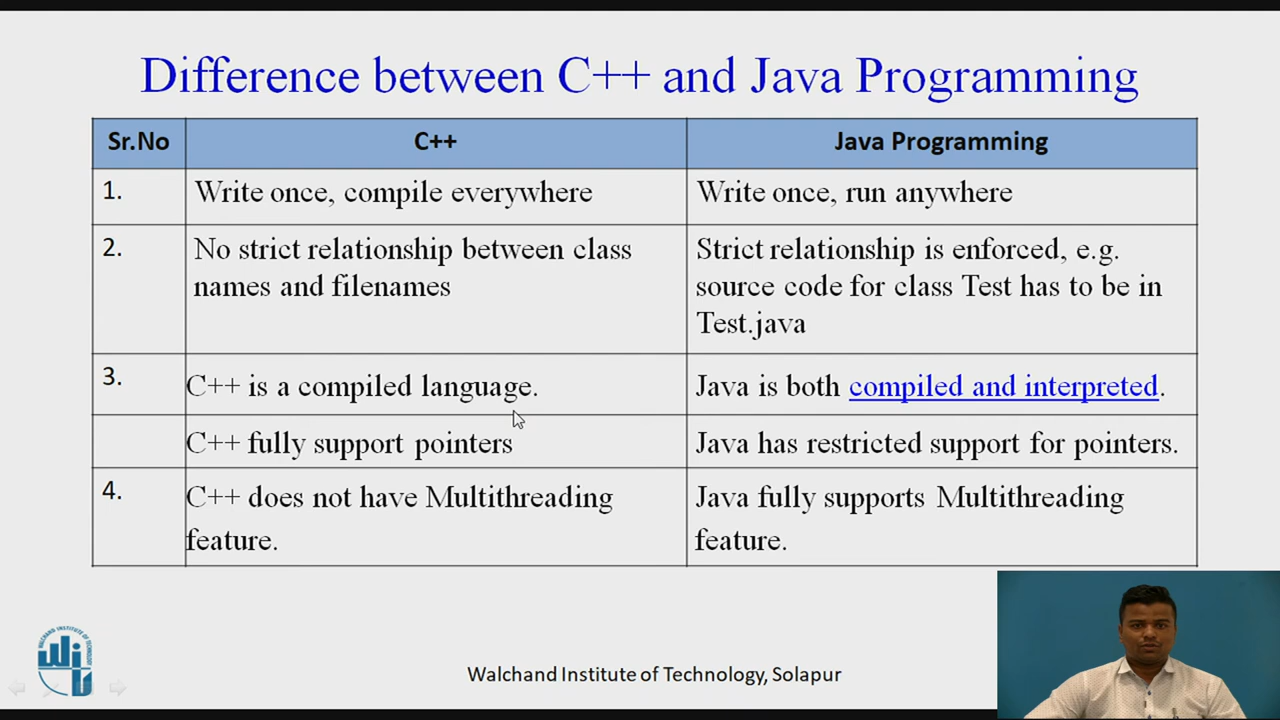 Difference between C++ and Java Programming
Sr.No C++ Java Programming
1. Write once, compile everywhere Write once, run anywhere
2. No strict relationship between class Strict relationship is enforced, e.g.
names and filenames source code for class Test has to be in
Test.java
3. C++ is a compiled language. Java is both compiled and interpreted.
C++ fully support pointers Java has restricted support for pointers.
4. C++ does not have Multithreading Java fully supports Multithreading
feature. feature.
WALCHAND INSTITUTE OF TECHNOLOGY
Walchand Institute of Technology, Solapur